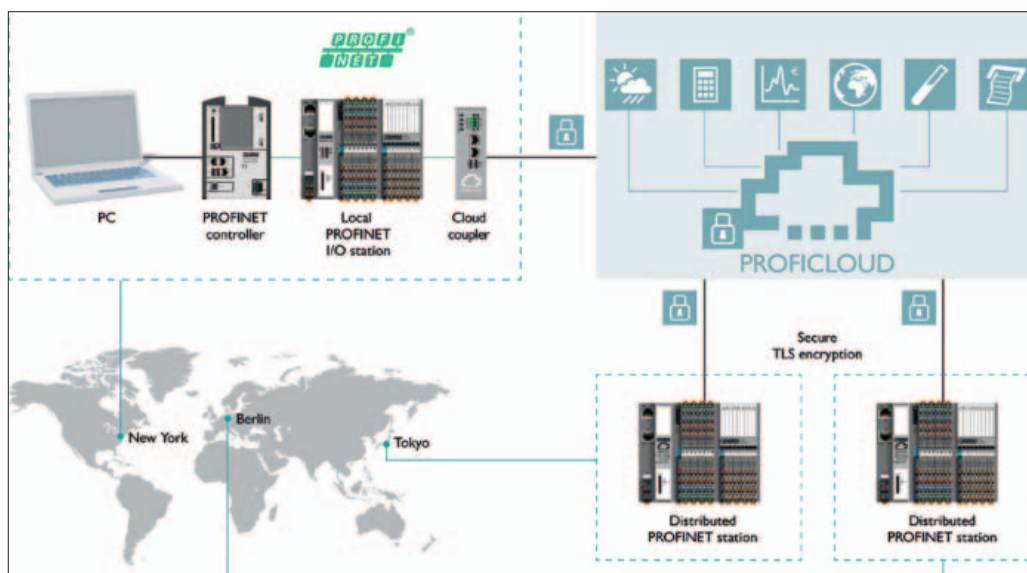 PROFI
NET
®
PC
PROFINET
controller
Local
PROFINET
I/O station
Cloud
coupler
€
PROFICLOUD
Secure
TLS encryption
New York
Berlin
Tokyo
Distributed
PROFINET station
Distributed
PROFINET station